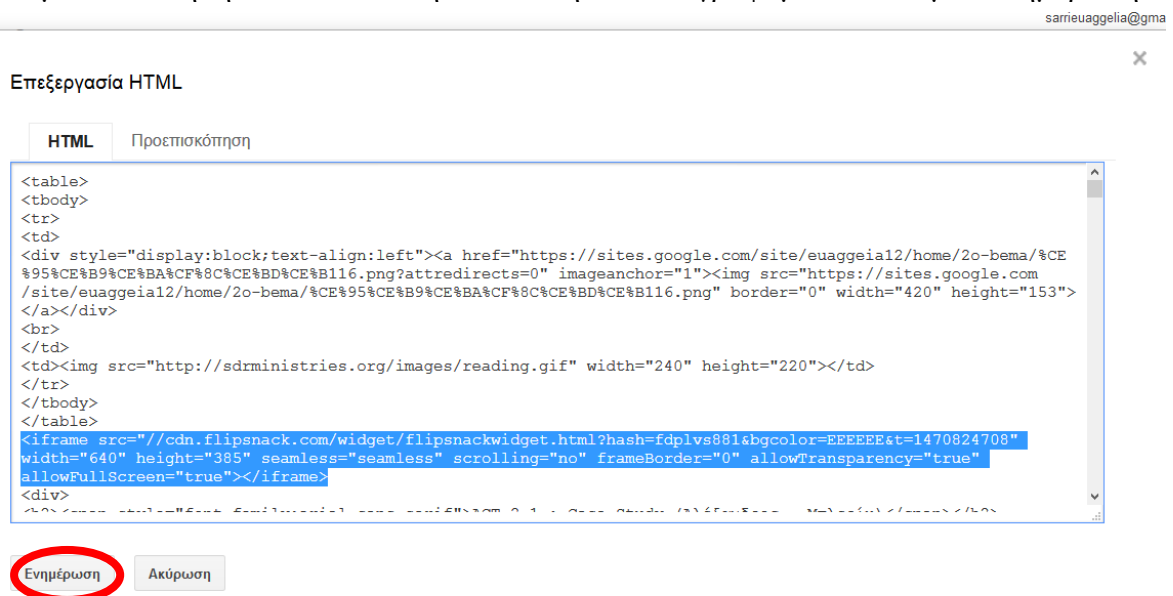 sarrieuaggelia@gma
×
Επεξεργασία HTML
HTML Προεπισκόπηση
<table>
<tbody>
<tr>
<td>
<div style="display:block;text-align:left"><a href="https://sites.google.com/site/euaggeia12/home/2o-bema/%CE
%95%CE%B9%CE%BA%CF%8C%CE%BD%CE%B116.png?attredirects=0" imageanchor="1"><img src="https://sites.google.com
/site/euaggeia12/home/2o-bema/%CE%95%CE%B9%CE%BA%CF%8C%CE%BD%CE%B116.png" border="0" width="420" height="153">
</a></div>
<br>
</td>
<td><img src="http://sdrministries.org/images/reading.gif" width="240" height="220"></td>
</tr>
</tbody>
</table>
<iframe src="//cdn.flipsnack.com/widget/flipsnackwidget.html?hash=fdplvs881&bgcolor=EEEEEE&t=1470824708"
width="640" height="385" seamless="seamless" scrolling="no" frameBorder="0" allowTransparency="true"
allowFullScreen="true"></iframe>
<div>
Ενημέρωση Ακύρωση